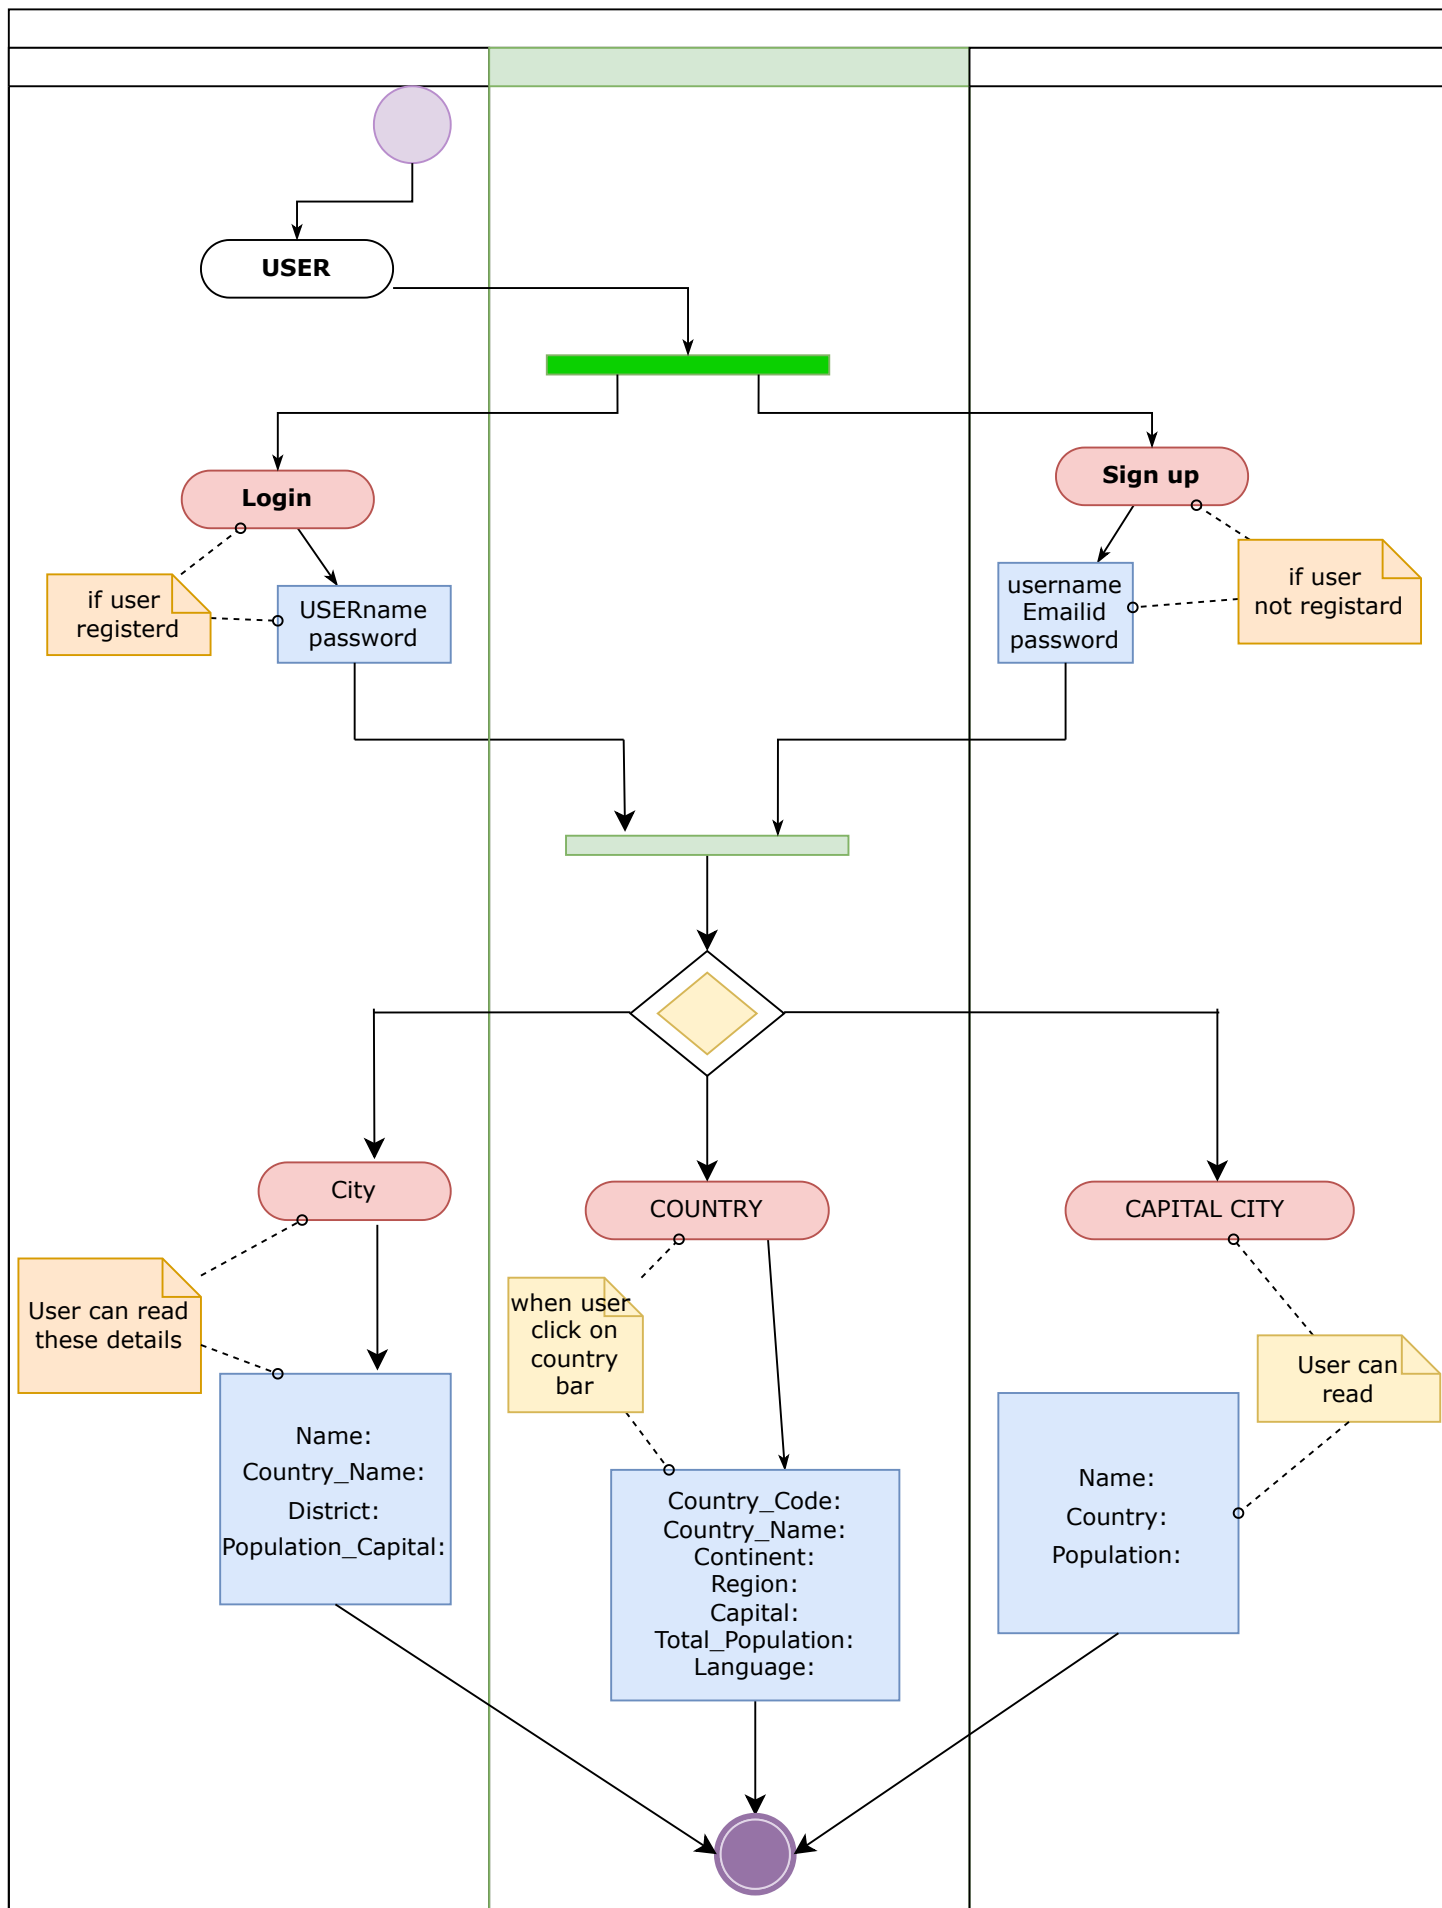 USER
Login
Sign up
if user
registerd
USERname
password
username
Emailid
password
if user
not registard
City
COUNTRY
CAPITAL CITY
User can read
these details
when user
click on
country
bar
User can
read
Name:
Country_Name:
District:
Population_Capital:
Country_Code:
Country_Name:
Continent:
Region:
Capital:
Total_Population:
Language:
Name:
Country:
Population: